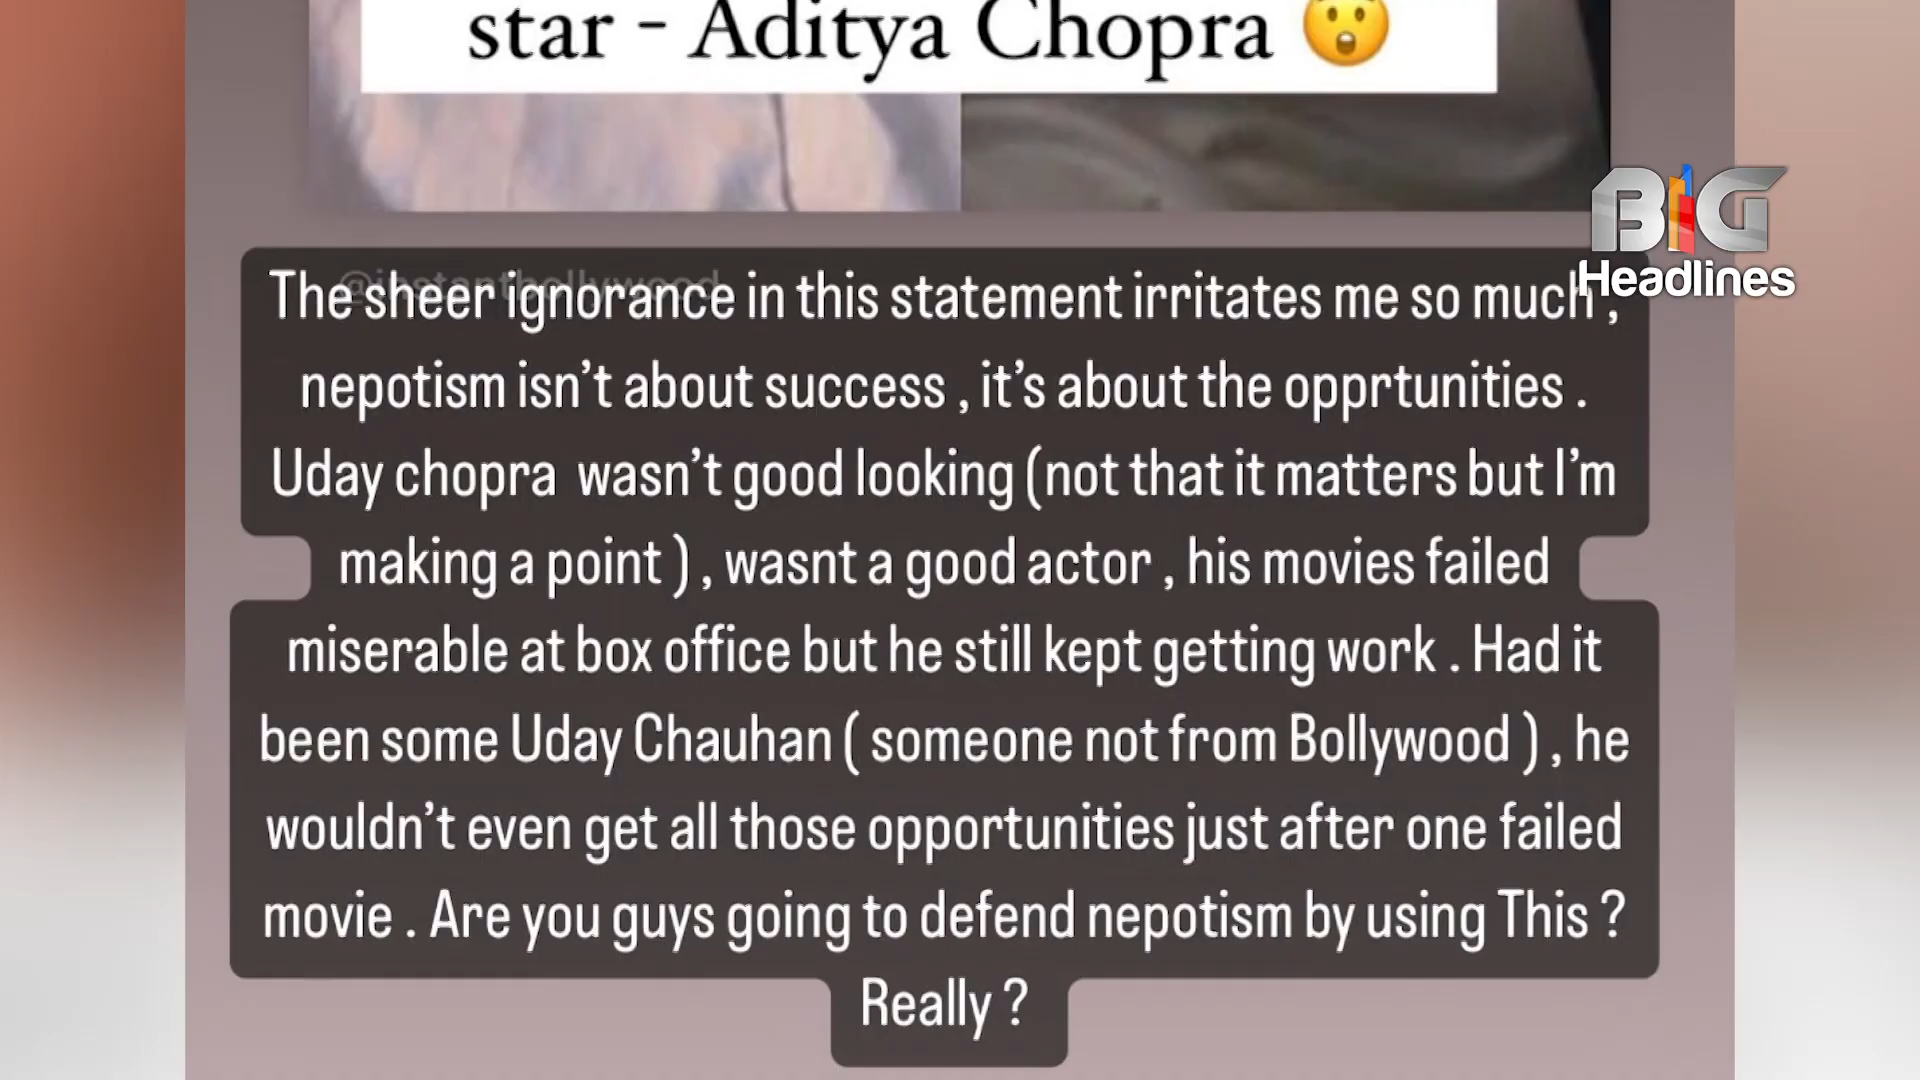 star - Aditya Chopra 😲
BIG
Headlines
@instantbollywood
The sheer ignorance in this statement irritates me so much ,
nepotism isn't about success , it's about the opprtunities .
Uday chopra wasn't good looking (not that it matters but I'm
making a point ) , wasnt a good actor , his movies failed
miserable at box office but he still kept getting work . Had it
been some Uday Chauhan ( someone not from Bollywood ) , he
wouldn't even get all those opportunities just after one failed
movie . Are you guys going to defend nepotism by using This ?
Really ?